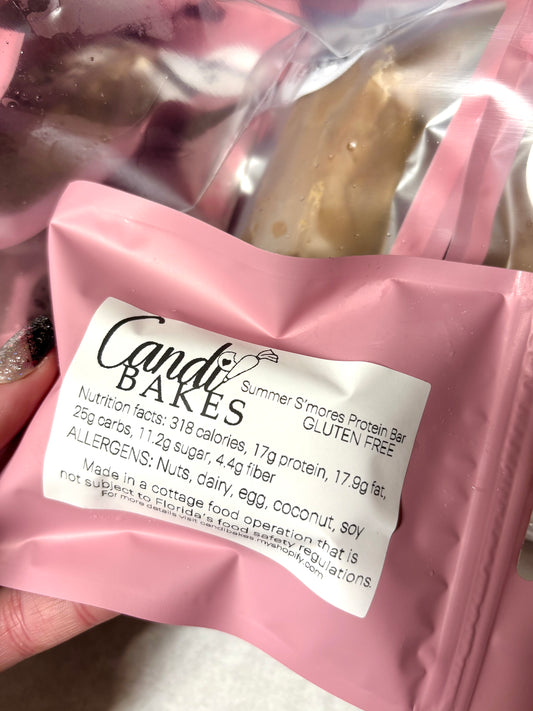 Candi
BAKES
Summer S'mores Protein Bar
GLUTEN FREE
Nutrition facts: 318 calories, 17g protein, 17.9g fat,
25g carbs, 11.2g sugar, 4.4g fiber
ALLERGENS: Nuts, dairy, egg, coconut, soy
Made in a cottage food operation that is
not subject to Florida's food safety regulations.
For more details visit candibakes.myshopify.com